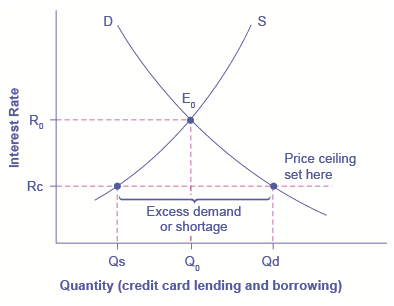 D
S
E₀
R₀
Interest Rate
Price ceiling
set here
Rc
Excess demand
or shortage
Qs
Q₀
Qd
Quantity (credit card lending and borrowing)